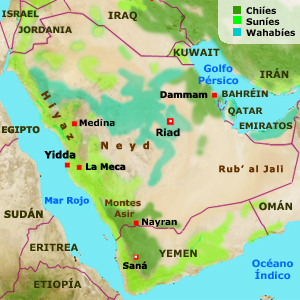 Chiíes
Suníes
Wahabíes
ISRAEL
IRAQ
JORDANIA
KUWAIT
IRÁN
Golfo
Pérsico
Dammam
BAHRÉIN
QATAR
EMIRATOS
Hiyaz
Medina
Neyd
Riad
EGIPTO
Yidda
La Meca
Rub' al Jali
Mar Rojo
Montes
Asir
Nayran
OMÁN
SUDÁN
ERITREA
Saná
YEMEN
Océano
Índico
ETIOPÍA